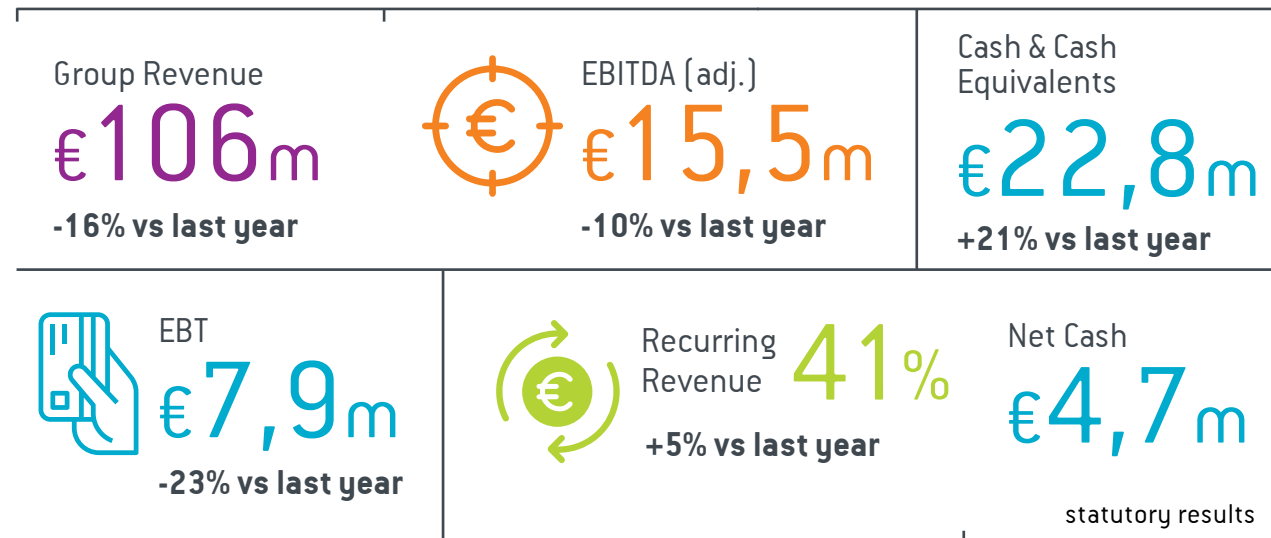 Group Revenue
€106m
-16% vs last year
€
EBITDA (adj.)
€15,5m
-10% vs last year
Cash & Cash
Equivalents
€22,8m
+21% vs last year
EBT
€7,9m
-23% vs last year
€
Recurring
Revenue
41%
+5% vs last year
Net Cash
€4,7m
statutory results